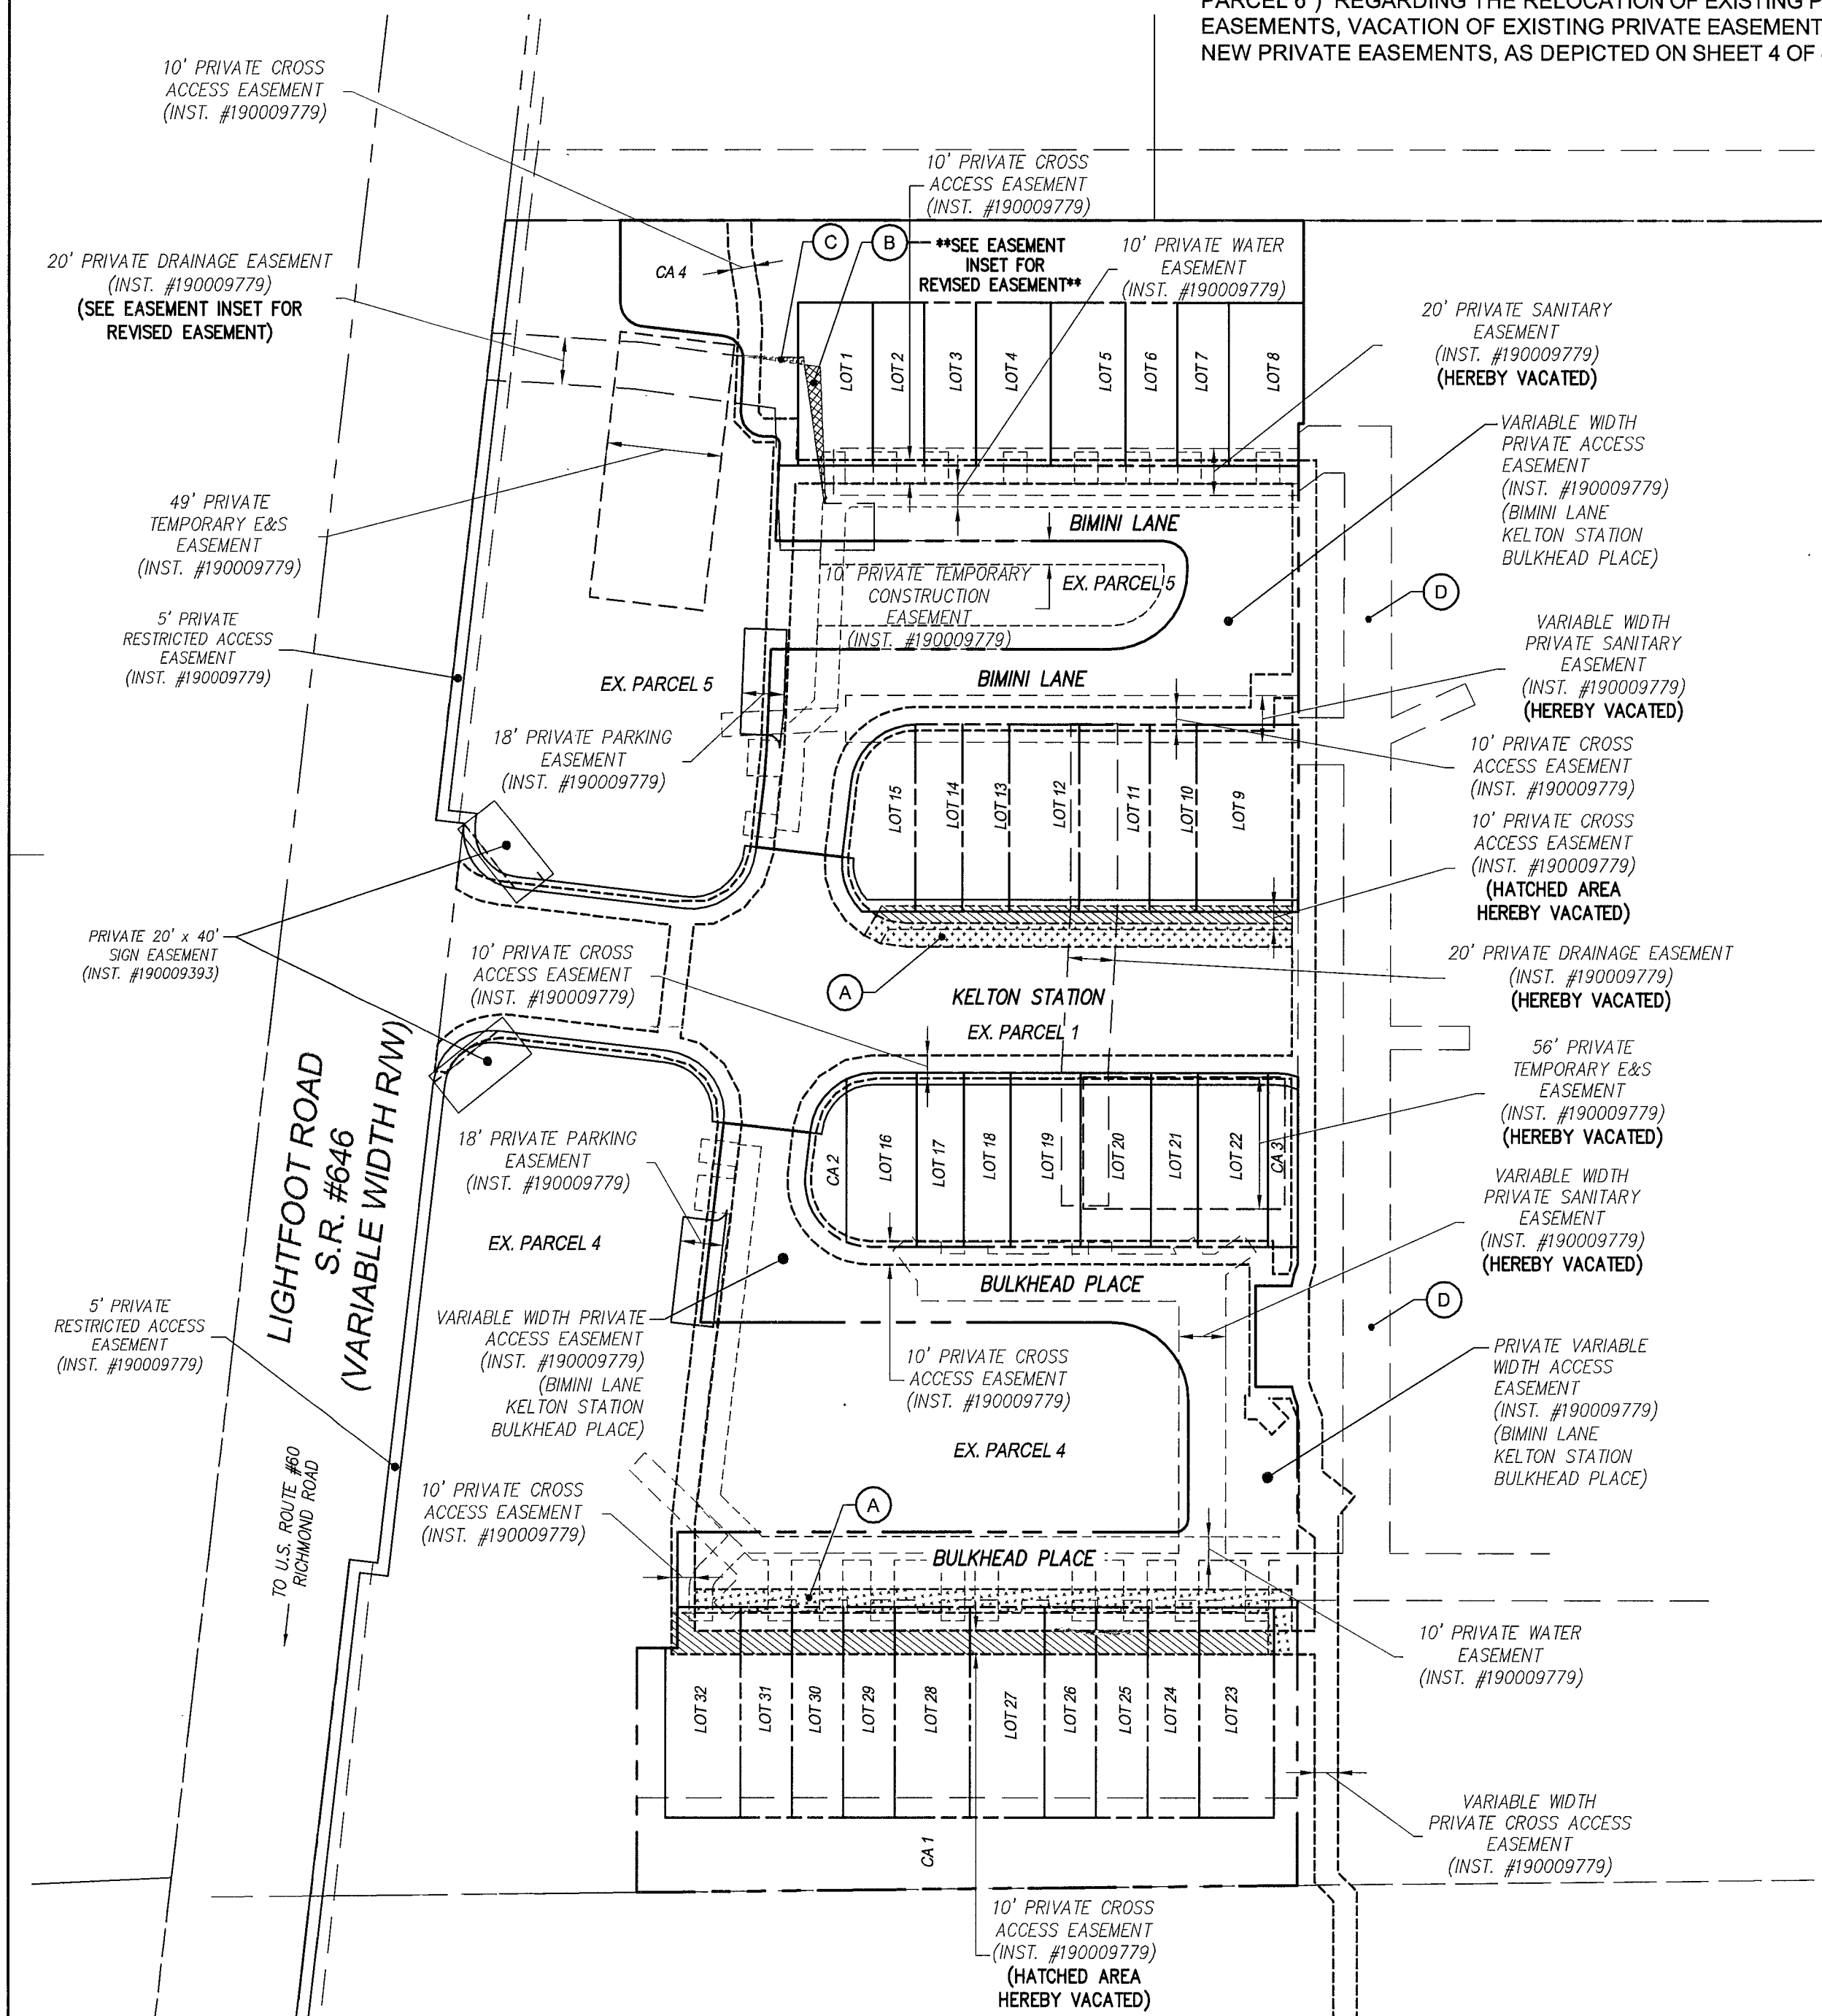 PARCEL 6") REGARDING THE RELOCATION OF EXISTING P
EASEMENTS, VACATION OF EXISTING PRIVATE EASEMENT
NEW PRIVATE EASEMENTS, AS DEPICTED ON SHEET 4 OF
10' PRIVATE CROSS
ACCESS EASEMENT
(INST. #190009779)
10' PRIVATE CROSS
ACCESS EASEMENT
(INST. #190009779)
20' PRIVATE DRAINAGE EASEMENT
(INST. #190009779)
(SEE EASEMENT INSET FOR
REVISED EASEMENT)
CA 4
C
B
**SEE EASEMENT
INSET FOR
REVISED EASEMENT**
10' PRIVATE WATER
EASEMENT
(INST. #190009779)
20' PRIVATE SANITARY
EASEMENT
(INST. #190009779)
(HEREBY VACATED)
LOT 1
LOT 2
LOT 3
LOT 4
LOT 5
LOT 6
LOT 7
LOT 8
VARIABLE WIDTH
PRIVATE ACCESS
EASEMENT
(INST. #190009779)
(BIMINI LANE
KELTON STATION
BULKHEAD PLACE)
49' PRIVATE
TEMPORARY E&S
EASEMENT
(INST. #190009779)
BIMINI LANE
10' PRIVATE TEMPORARY
CONSTRUCTION
EASEMENT
(INST. #190009779)
EX. PARCEL 5
D
5' PRIVATE
RESTRICTED ACCESS
EASEMENT
(INST. #190009779)
VARIABLE WIDTH
PRIVATE SANITARY
EASEMENT
(INST. #190009779)
(HEREBY VACATED)
EX. PARCEL 5
BIMINI LANE
18' PRIVATE PARKING
EASEMENT
(INST. #190009779)
10' PRIVATE CROSS
ACCESS EASEMENT
(INST. #190009779)
LOT 15
LOT 14
LOT 13
LOT 12
LOT 11
LOT 10
LOT 9
10' PRIVATE CROSS
ACCESS EASEMENT
(INST. #190009779)
(HATCHED AREA
HEREBY VACATED)
PRIVATE 20' x 40'
SIGN EASEMENT
(INST. #190009393)
10' PRIVATE CROSS
ACCESS EASEMENT
(INST. #190009779)
A
20' PRIVATE DRAINAGE EASEMENT
(INST. #190009779)
(HEREBY VACATED)
KELTON STATION
EX. PARCEL 1
LIGHTFOOT ROAD
S.R. #646
(VARIABLE WIDTH R/W)
56' PRIVATE
TEMPORARY E&S
EASEMENT
(INST. #190009779)
(HEREBY VACATED)
18' PRIVATE PARKING
EASEMENT
(INST. #190009779)
CA 2
LOT 16
LOT 17
LOT 18
LOT 19
LOT 20
LOT 21
LOT 22
CA 3
VARIABLE WIDTH
PRIVATE SANITARY
EASEMENT
(INST. #190009779)
(HEREBY VACATED)
EX. PARCEL 4
BULKHEAD PLACE
D
5' PRIVATE
RESTRICTED ACCESS
EASEMENT
(INST. #190009779)
VARIABLE WIDTH PRIVATE
ACCESS EASEMENT
(INST. #190009779)
(BIMINI LANE
KELTON STATION
BULKHEAD PLACE)
10' PRIVATE CROSS
ACCESS EASEMENT
(INST. #190009779)
PRIVATE VARIABLE
WIDTH ACCESS
EASEMENT
(INST. #190009779)
(BIMINI LANE
KELTON STATION
BULKHEAD PLACE)
EX. PARCEL 4
TO U.S. ROUTE #60
RICHMOND ROAD
10' PRIVATE CROSS
ACCESS EASEMENT
(INST. #190009779)
A
BULKHEAD PLACE
10' PRIVATE WATER
EASEMENT
(INST. #190009779)
LOT 32
LOT 31
LOT 30
LOT 29
LOT 28
LOT 27
LOT 26
LOT 25
LOT 24
LOT 23
VARIABLE WIDTH
PRIVATE CROSS ACCESS
EASEMENT
(INST. #190009779)
CA 1
10' PRIVATE CROSS
ACCESS EASEMENT
(INST. #190009779)
(HATCHED AREA
HEREBY VACATED)